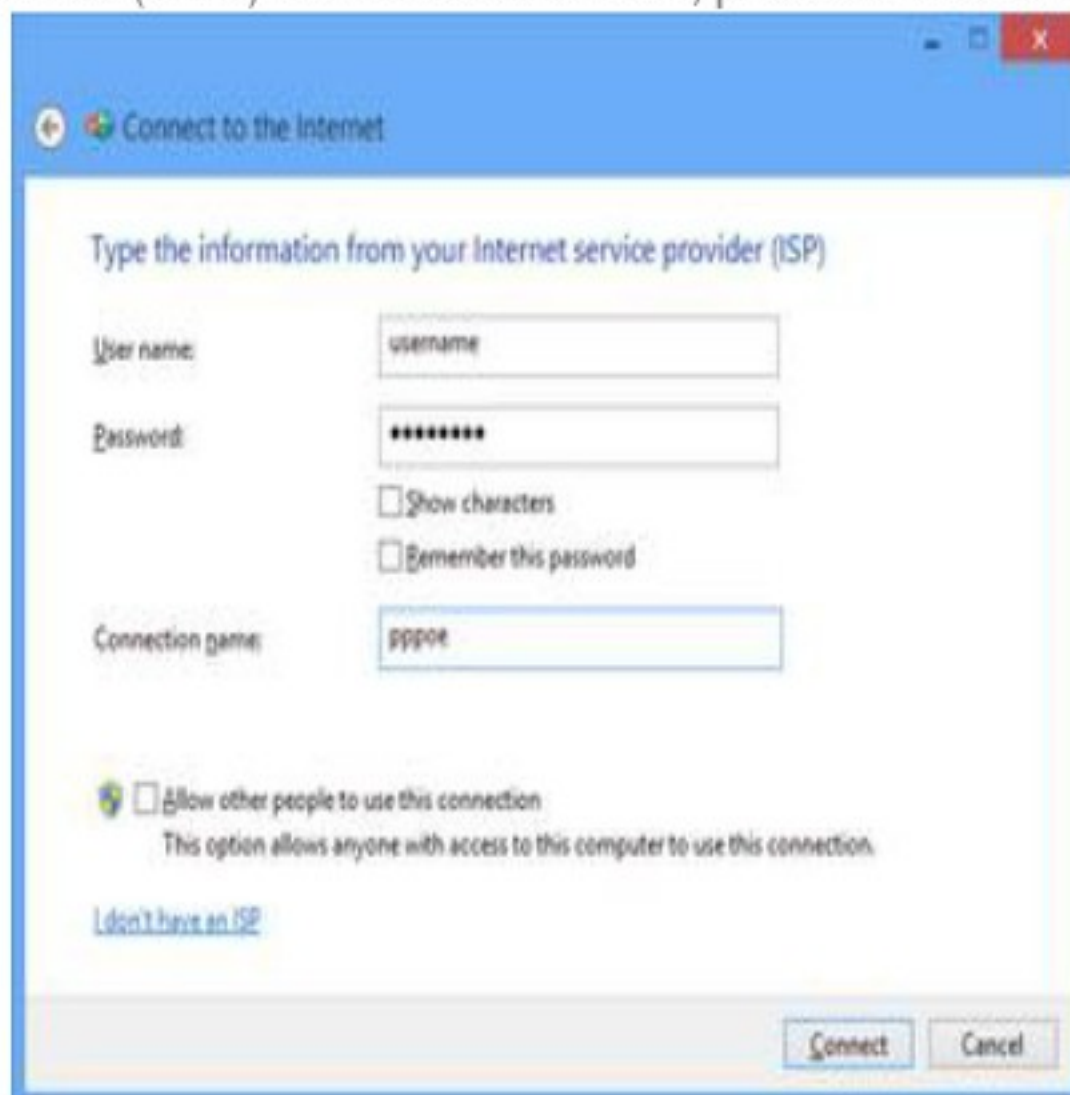 Connect to the Internet
Type the information from your Internet service provider (ISP)
User name: username
Password: ••••••••
Show characters
Remember this password
Connection name: pppoe
Allow other people to use this connection
This option allows anyone with access to this computer to use this connection.
I don't have an ISP
Connect Cancel